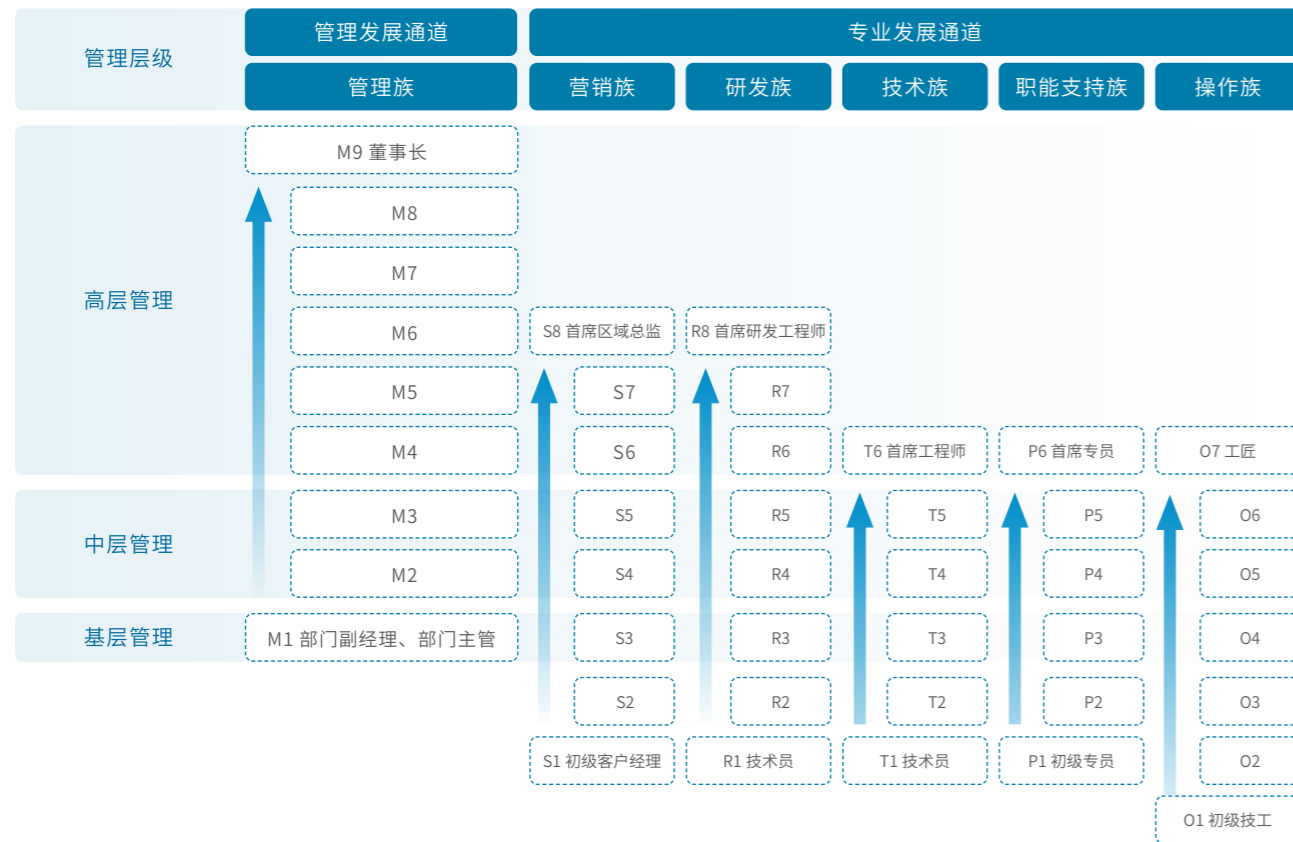 管理层级
管理发展通道
专业发展通道
管理族
营销族
研发族
技术族
职能支持族
操作族
高层管理
M9 董事长
M8
M7
M6
S8 首席区域总监
R8 首席研发工程师
M5
S7
R7
M4
S6
R6
T6 首席工程师
P6 首席专员
O7 工匠
中层管理
M3
S5
R5
T5
P5
O6
M2
S4
R4
T4
P4
O5
基层管理
M1 部门副经理、部门主管
S3
R3
T3
P3
O4
S2
R2
T2
P2
O3
S1 初级客户经理
R1 技术员
T1 技术员
P1 初级专员
O2
O1 初级技工